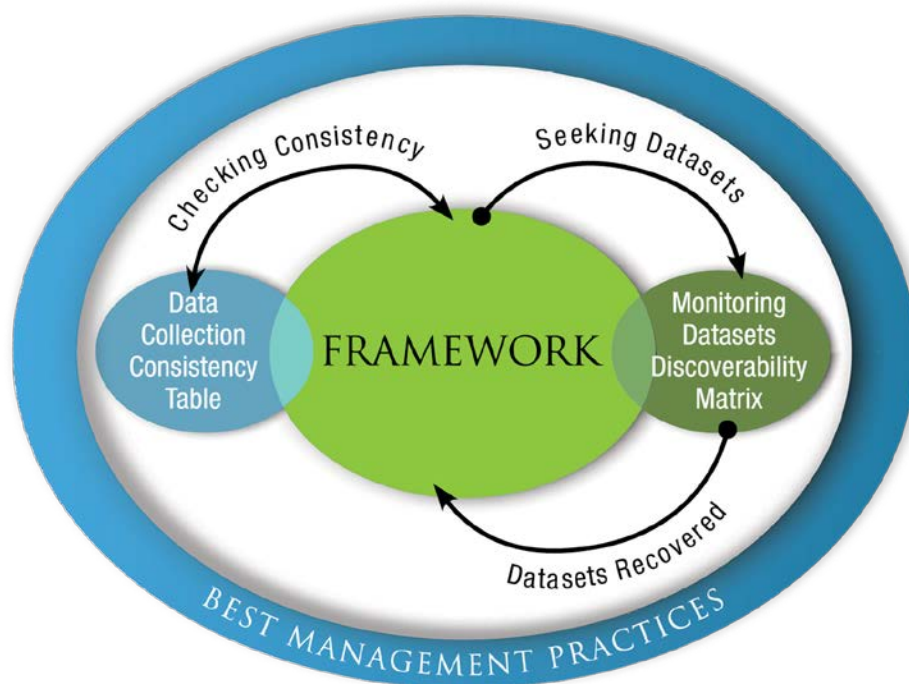 Checking Consistency
Seeking Datasets
Data
Collection
Consistency
Table
FRAMEWORK
Monitoring
Datasets
Discoverability
Matrix
Datasets Recovered
BEST MANAGEMENT PRACTICES